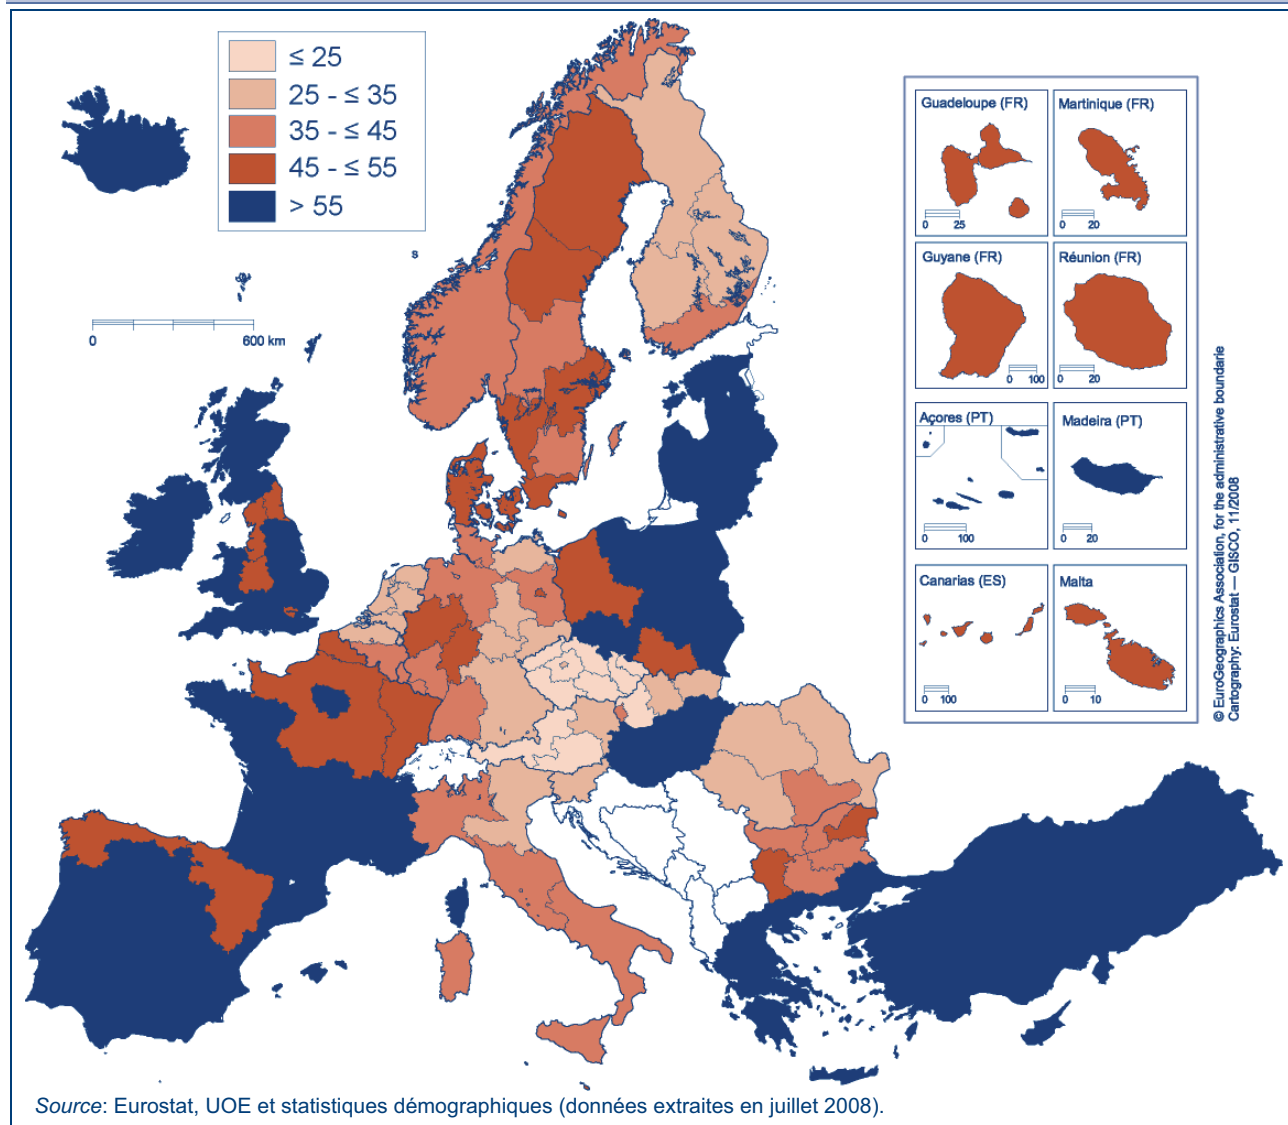 ≤ 25
25 - ≤ 35
35 - ≤ 45
45 - ≤ 55
> 55
s
0 600 km
Guadeloupe (FR)
0 25
Martinique (FR)
0 20
Guyane (FR)
0 100
Réunion (FR)
0 20
Açores (PT)
0 100
Madeira (PT)
0 20
Canarias (ES)
0 100
Malta
0 10
© EuroGeographics Association, for the administrative boundarie
Cartography: Eurostat — GISCO, 11/2008
Source: Eurostat, UOE et statistiques démographiques (données extraites en juillet 2008).